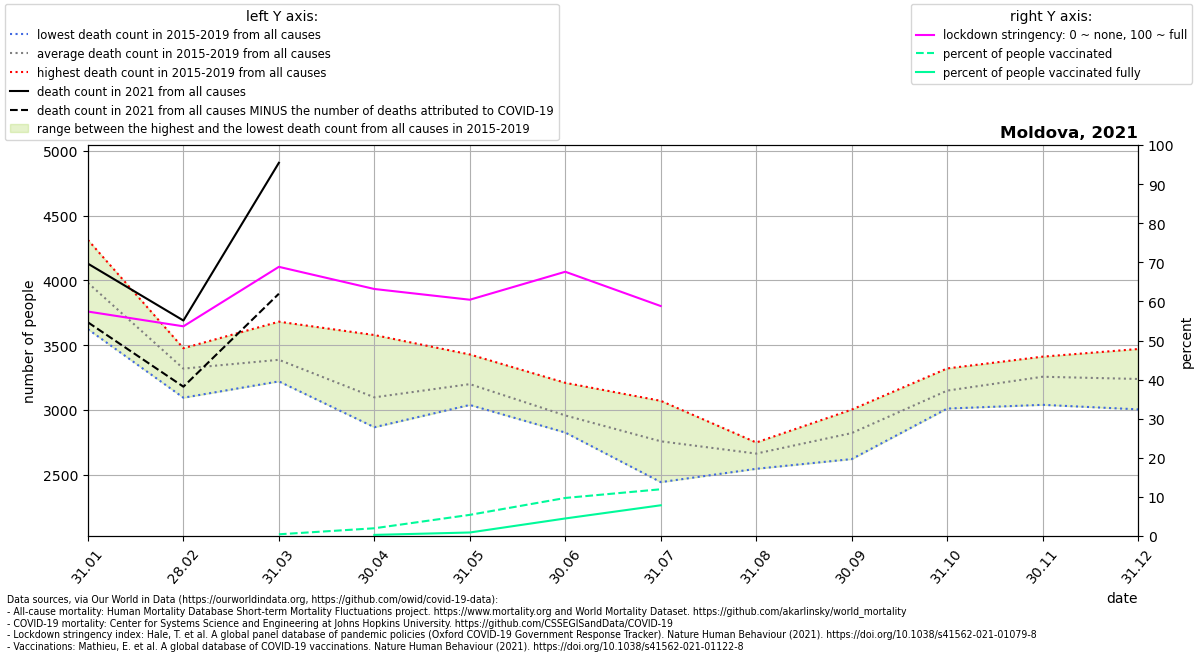 left Y axis:
lowest death count in 2015-2019 from all causes
average death count in 2015-2019 from all causes
highest death count in 2015-2019 from all causes
death count in 2021 from all causes
death count in 2021 from all causes MINUS the number of deaths attributed to COVID-19
range between the highest and the lowest death count from all causes in 2015-2019
right Y axis:
lockdown stringency: 0 ~ none, 100 ~ full
percent of people vaccinated
percent of people vaccinated fully
Moldova, 2021
number of people
5000
4500
4000
3500
3000
2500
100
90
80
70
60
50
40
30
20
10
0
percent
31.01
28.02
31.03
30.04
31.05
30.06
31.07
31.08
30.09
31.10
30.11
31.12
date
Data sources, via Our World in Data (https://ourworldindata.org, https://github.com/owid/covid-19-data):
- All-cause mortality: Human Mortality Database Short-term Mortality Fluctuations project. https://www.mortality.org and World Mortality Dataset. https://github.com/akarlinsky/world_mortality
- COVID-19 mortality: Center for Systems Science and Engineering at Johns Hopkins University. https://github.com/CSSEGISandData/COVID-19
- Lockdown stringency index: Hale, T. et al. A global panel database of pandemic policies (Oxford COVID-19 Government Response Tracker). Nature Human Behaviour (2021). https://doi.org/10.1038/s41562-021-01079-8
- Vaccinations: Mathieu, E. et al. A global database of COVID-19 vaccinations. Nature Human Behaviour (2021). https://doi.org/10.1038/s41562-021-01122-8